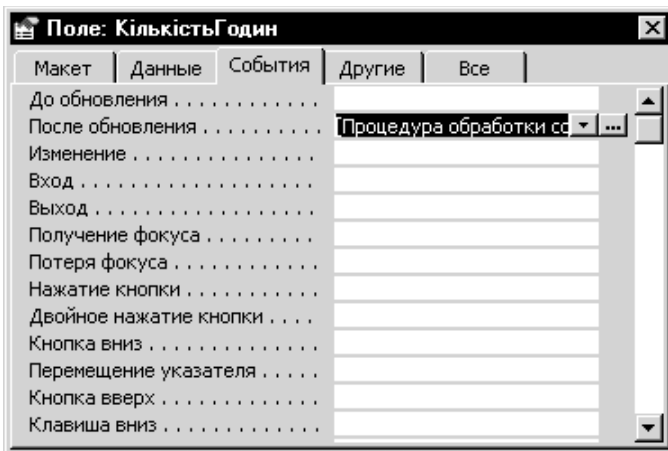 Поле: КількістьГодин
Макет Данные События Другие Все
До обновления . . . . . . . . . . . .
После обновления . . . . . . . . . . [Процедура обработки со ...
Изменение . . . . . . . . . . . . . . .
Вход . . . . . . . . . . . . . . . . . . .
Выход . . . . . . . . . . . . . . . . . .
Получение фокуса . . . . . . . . .
Потеря фокуса . . . . . . . . . . . .
Нажатие кнопки . . . . . . . . . . .
Двойное нажатие кнопки . . . .
Кнопка вниз . . . . . . . . . . . . . .
Перемещение указателя . . . . .
Кнопка вверх . . . . . . . . . . . . .
Клавиша вниз . . . . . . . . . . . . .